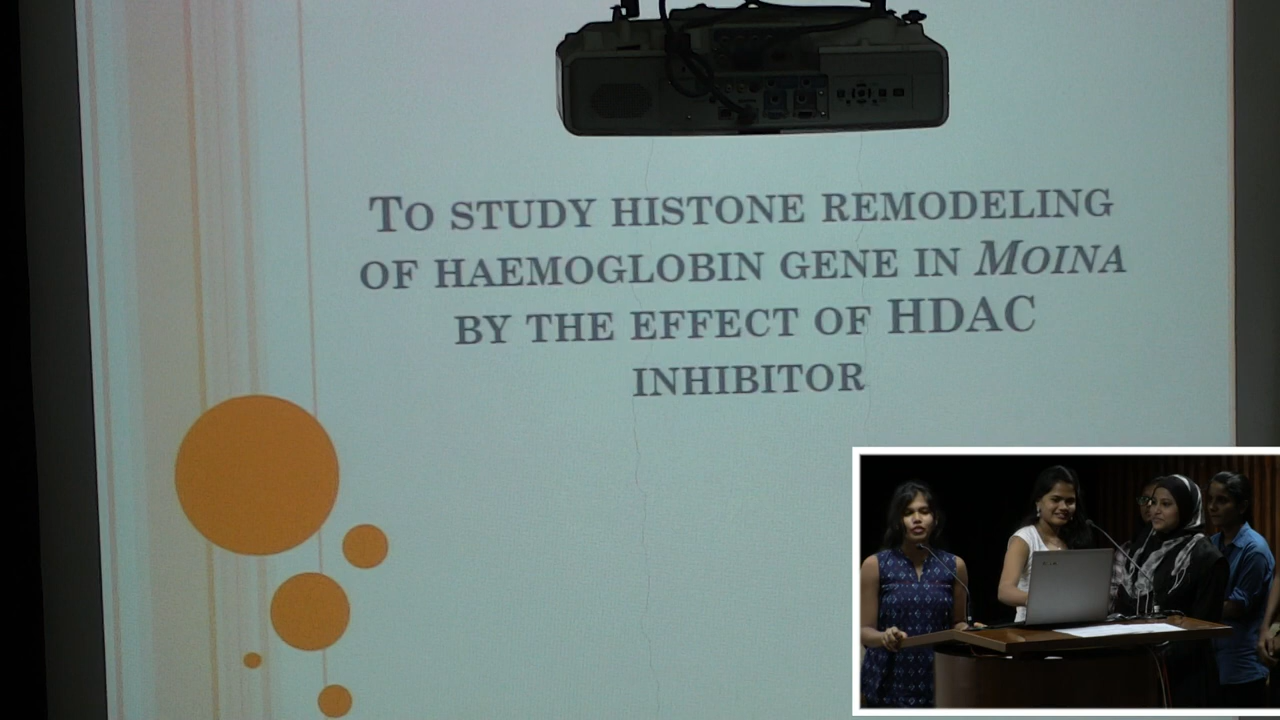 To study histone remodeling
of haemoglobin gene in Moina
by the effect of HDAC
inhibitor